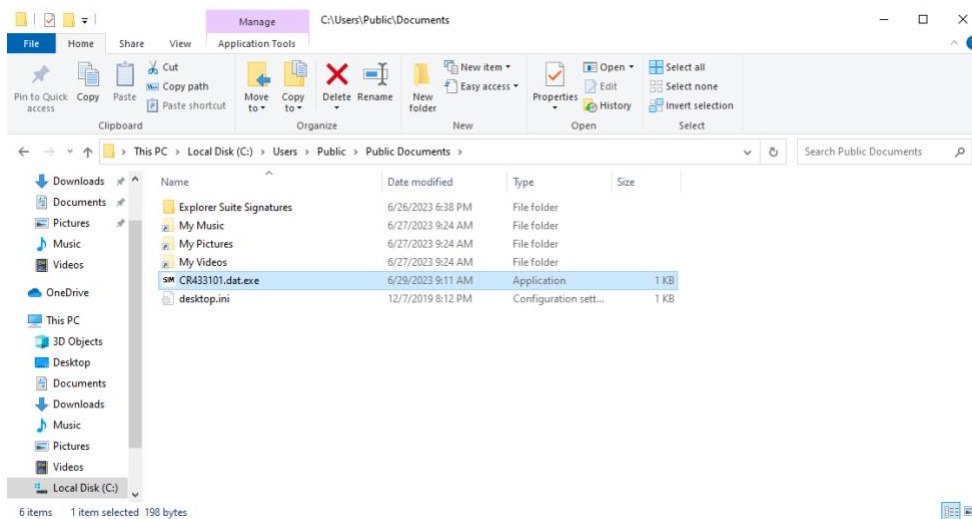 Manage C:\Users\Public\Documents
File Home Share View Application Tools
Pin to Quick access
Copy
Paste
Cut
Copy path
Paste shortcut
Clipboard
Move to
Copy to
Delete
Rename
Organize
New folder
New item
Easy access
New
Properties
Open
Edit
History
Open
Select all
Select none
Invert selection
Select
This PC > Local Disk (C:) > Users > Public > Public Documents >
Search Public Documents
Downloads
Documents
Pictures
Music
Videos
OneDrive
This PC
3D Objects
Desktop
Documents
Downloads
Music
Pictures
Videos
Local Disk (C:)
Name Date modified Type Size
Explorer Suite Signatures 6/26/2023 6:38 PM File folder
My Music 6/27/2023 9:24 AM File folder
My Pictures 6/27/2023 9:24 AM File folder
My Videos 6/27/2023 9:24 AM File folder
SIM CR433101.dat.exe 6/29/2023 9:11 AM Application 1 KB
desktop.ini 12/7/2019 8:12 PM Configuration sett... 1 KB
6 items 1 item selected 198 bytes